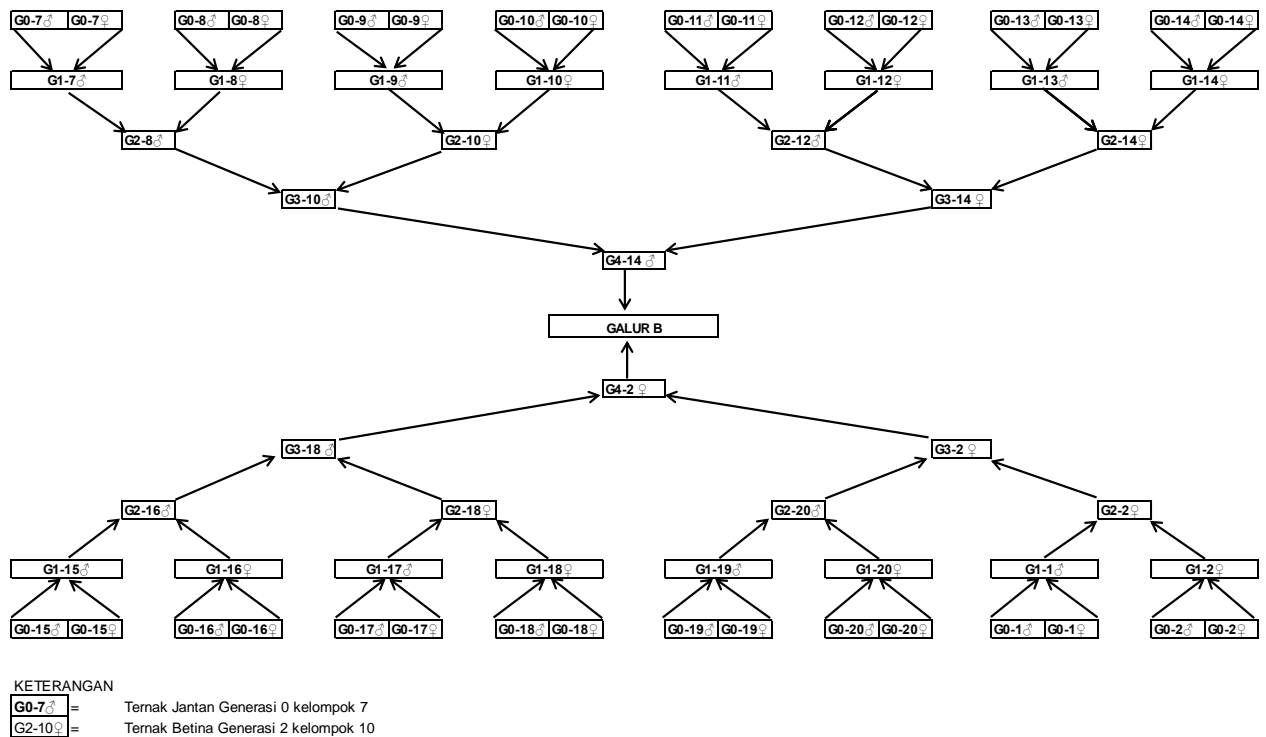 G0-7♂ G0-7♀ G0-8♂ G0-8♀ G0-9♂ G0-9♀ G0-10♂ G0-10♀ G0-11♂ G0-11♀ G0-12♂ G0-12♀ G0-13♂ G0-13♀ G0-14♂ G0-14♀
G1-7♂ G1-8♀ G1-9♂ G1-10♀ G1-11♂ G1-12♀ G1-13♂ G1-14♀
G2-8♂ G2-10♀ G2-12♂ G2-14♀
G3-10♂ G3-14 ♀
G4-14 ♂
GALUR B
G4-2 ♀
G3-18 ♂ G3-2 ♀
G2-16♂ G2-18♀ G2-20♂ G2-2♀
G1-15♂ G1-16♀ G1-17♂ G1-18♀ G1-19♂ G1-20♀ G1-1♂ G1-2♀
G0-15♂ G0-15♀ G0-16♂ G0-16♀ G0-17♂ G0-17♀ G0-18♂ G0-18♀ G0-19♂ G0-19♀ G0-20♂ G0-20♀ G0-1♂ G0-1♀ G0-2♂ G0-2♀
KETERANGAN
G0-7♂ = Ternak Jantan Generasi 0 kelompok 7
G2-10♀ = Ternak Betina Generasi 2 kelompok 10